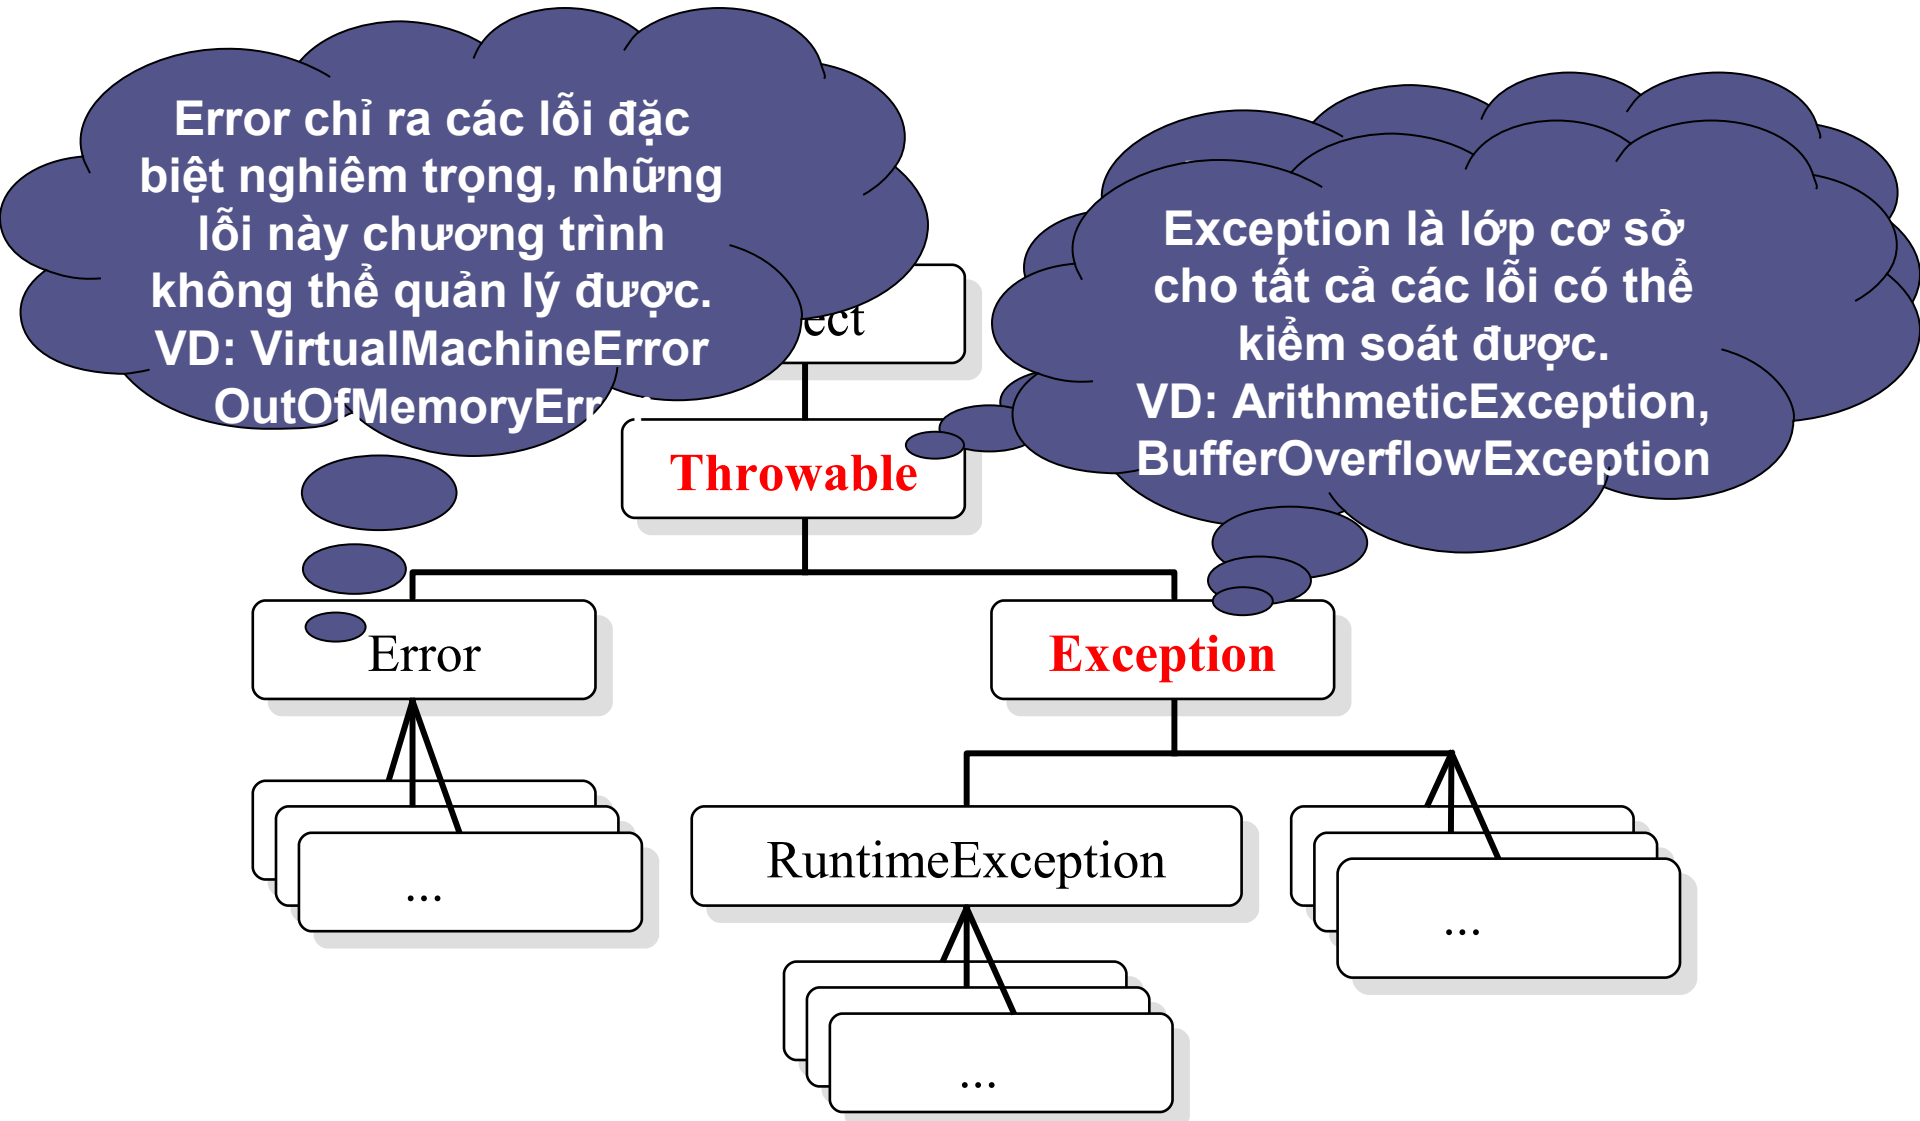 Error chỉ ra các lỗi đặc
biệt nghiêm trọng, những
lỗi này chương trình
không thể quản lý được.
VD: VirtualMachineError
Exception là lớp cơ sở
cho tất cả các lỗi có thể
kiểm soát được.
VD: ArithmeticException,
BufferOverflowException
Throwable
Error
Exception
RuntimeException
...
...
...